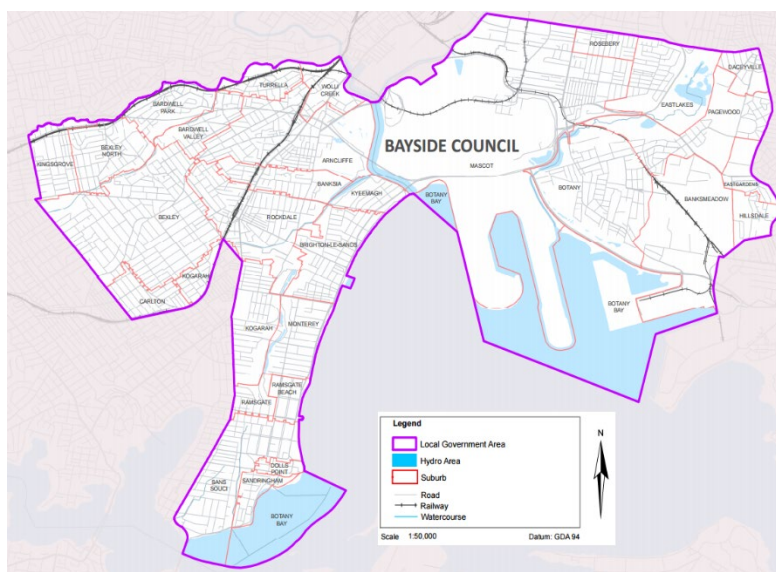 ROSEBERY
DACEYVILLE
TURRELLA
WOLLI
CREEK
BARDWELL
PARK
EASTLAKES
PAGEWOOD
BARDWELL
VALLEY
BEXLEY
NORTH
KINGSGROVE
BAYSIDE COUNCIL
ARNCLIFFE
MASCOT
BANKSIA
KYEEMAGH
BOTANY
BAY
BOTANY
EASTGARDENS
BANKSMEADOW
HILLSDALE
BEXLEY
ROCKDALE
BRIGHTON-LE-SANDS
KOGARAH
CARLTON
BOTANY
BAY
KOGARAH
MONTEREY
RAMSGATE
BEACH
RAMSGATE
DOLLS
POINT
SANS
SOUCI
SANDRINGHAM
BOTANY
BAY
Legend
Local Government Area
Hydro Area
Suburb
Road
Railway
Watercourse
Scale 1:50,000 Datum: GDA 94
N